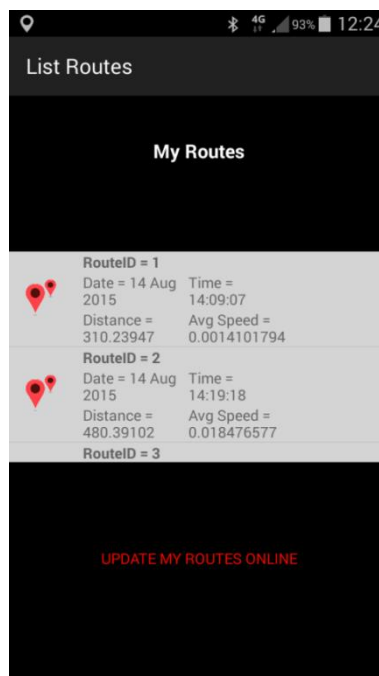 4G 93% 12:24
List Routes
My Routes
RouteID = 1
Date = 14 Aug 2015 Time = 14:09:07
Distance = 310.23947 Avg Speed = 0.0014101794
RouteID = 2
Date = 14 Aug 2015 Time = 14:19:18
Distance = 480.39102 Avg Speed = 0.018476577
RouteID = 3
UPDATE MY ROUTES ONLINE